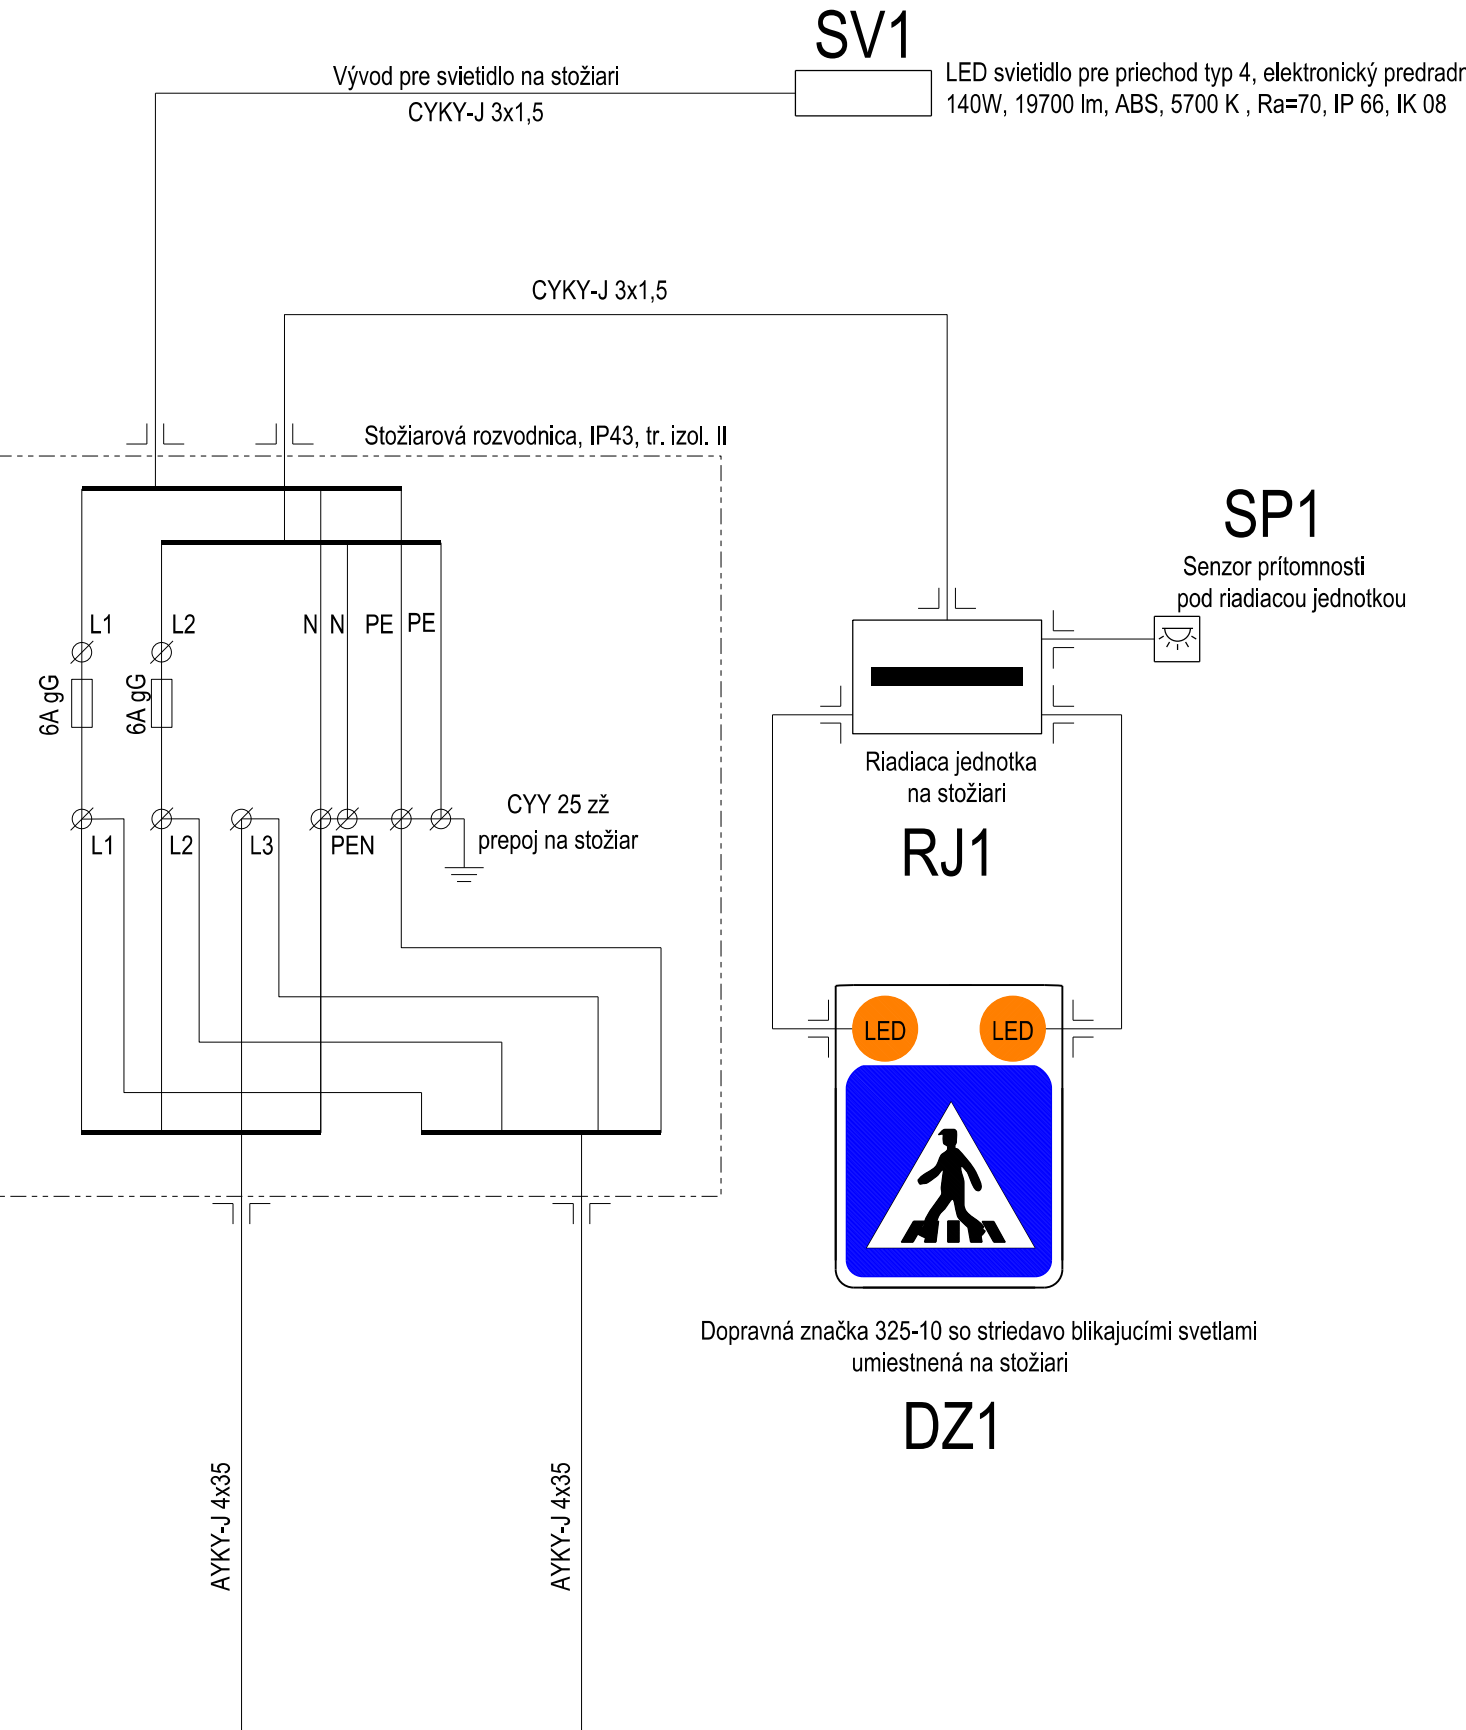 SV1
Vývod pre svietidlo na stožiari
CYKY-J 3x1,5
LED svietidlo pre priechod typ 4, elektronický
140W, 19700 lm, ABS, 5700 K , Ra=70, IP 66, IK 08
CYKY-J 3x1,5
Stožiarová rozvodnica, IP43, tr. izol. II
SP1
Senzor prítomnosti
pod riadiacou jednotkou
L1 L2 N N PE PE
6A gG 6A gG
CYY 25 zž
prepoj na stožiar
L1 L2 L3 PEN
Riadiaca jednotka
na stožiari
RJ1
LED LED
Dopravná značka 325-10 so striedavo blikajucími svetlami
umiestnená na stožiari
DZ1
AYKY-J 4x35
AYKY-J 4x35